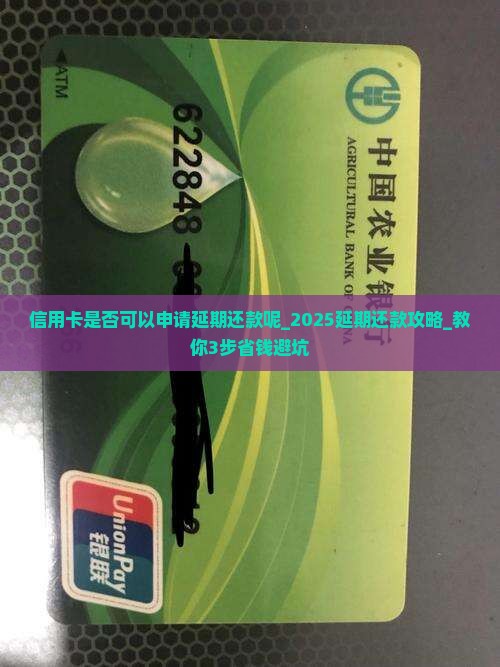 ATM
中国农业银行
AGRICULTURAL BANK OF CHINA
622848
信用卡是否可以申请延期还款呢_2025延期还款攻略_教
你3步省钱避坑
UnionPay
银联